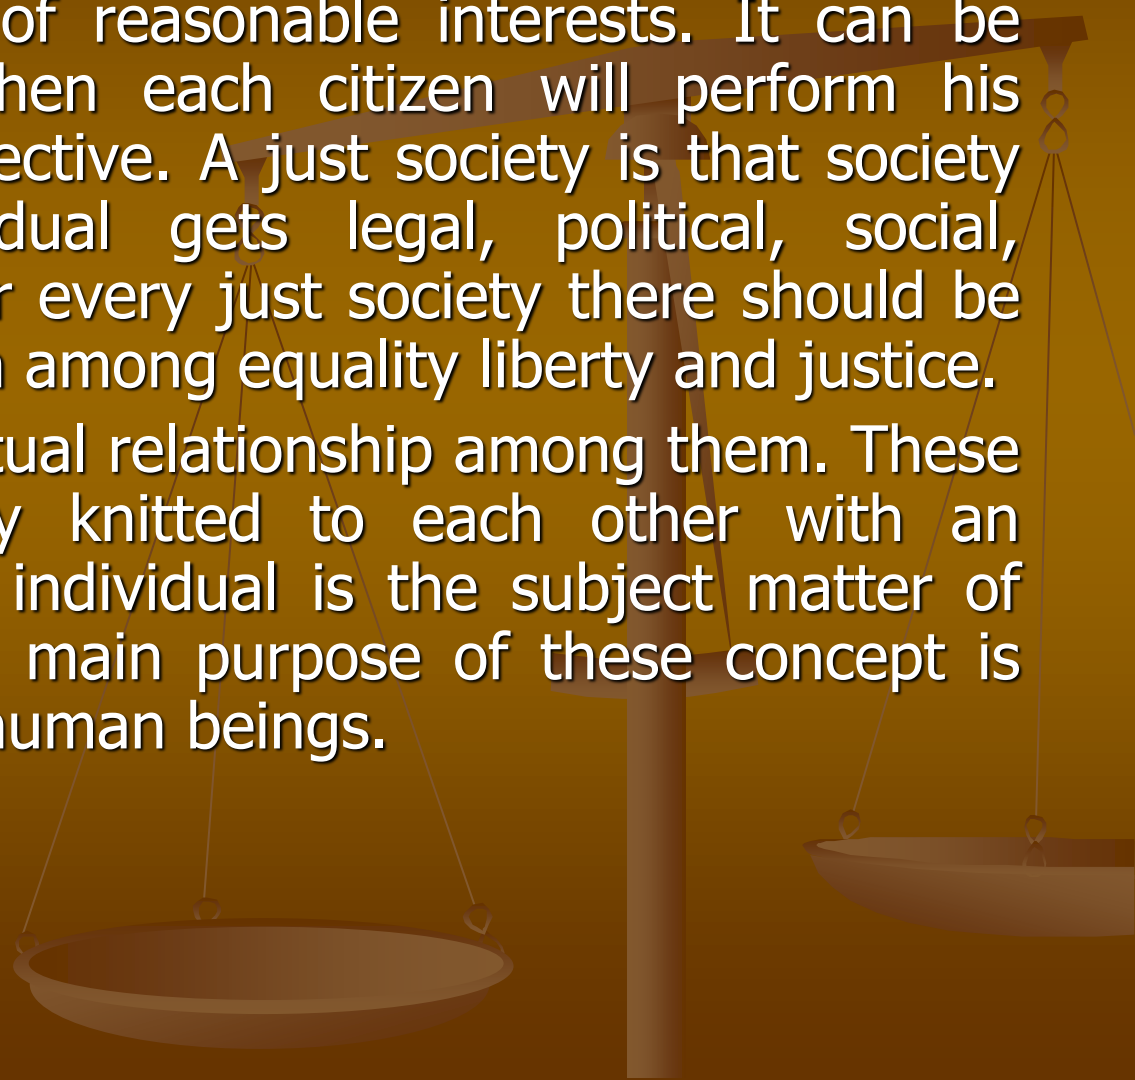 of reasonable interests. It can be
hen each citizen will perform his
ective. A just society is that society
dual gets legal, political, social,
r every just society there should be
among equality liberty and justice.
tual relationship among them. These
y knitted to each other with an
individual is the subject matter of
main purpose of these concept is
human beings.